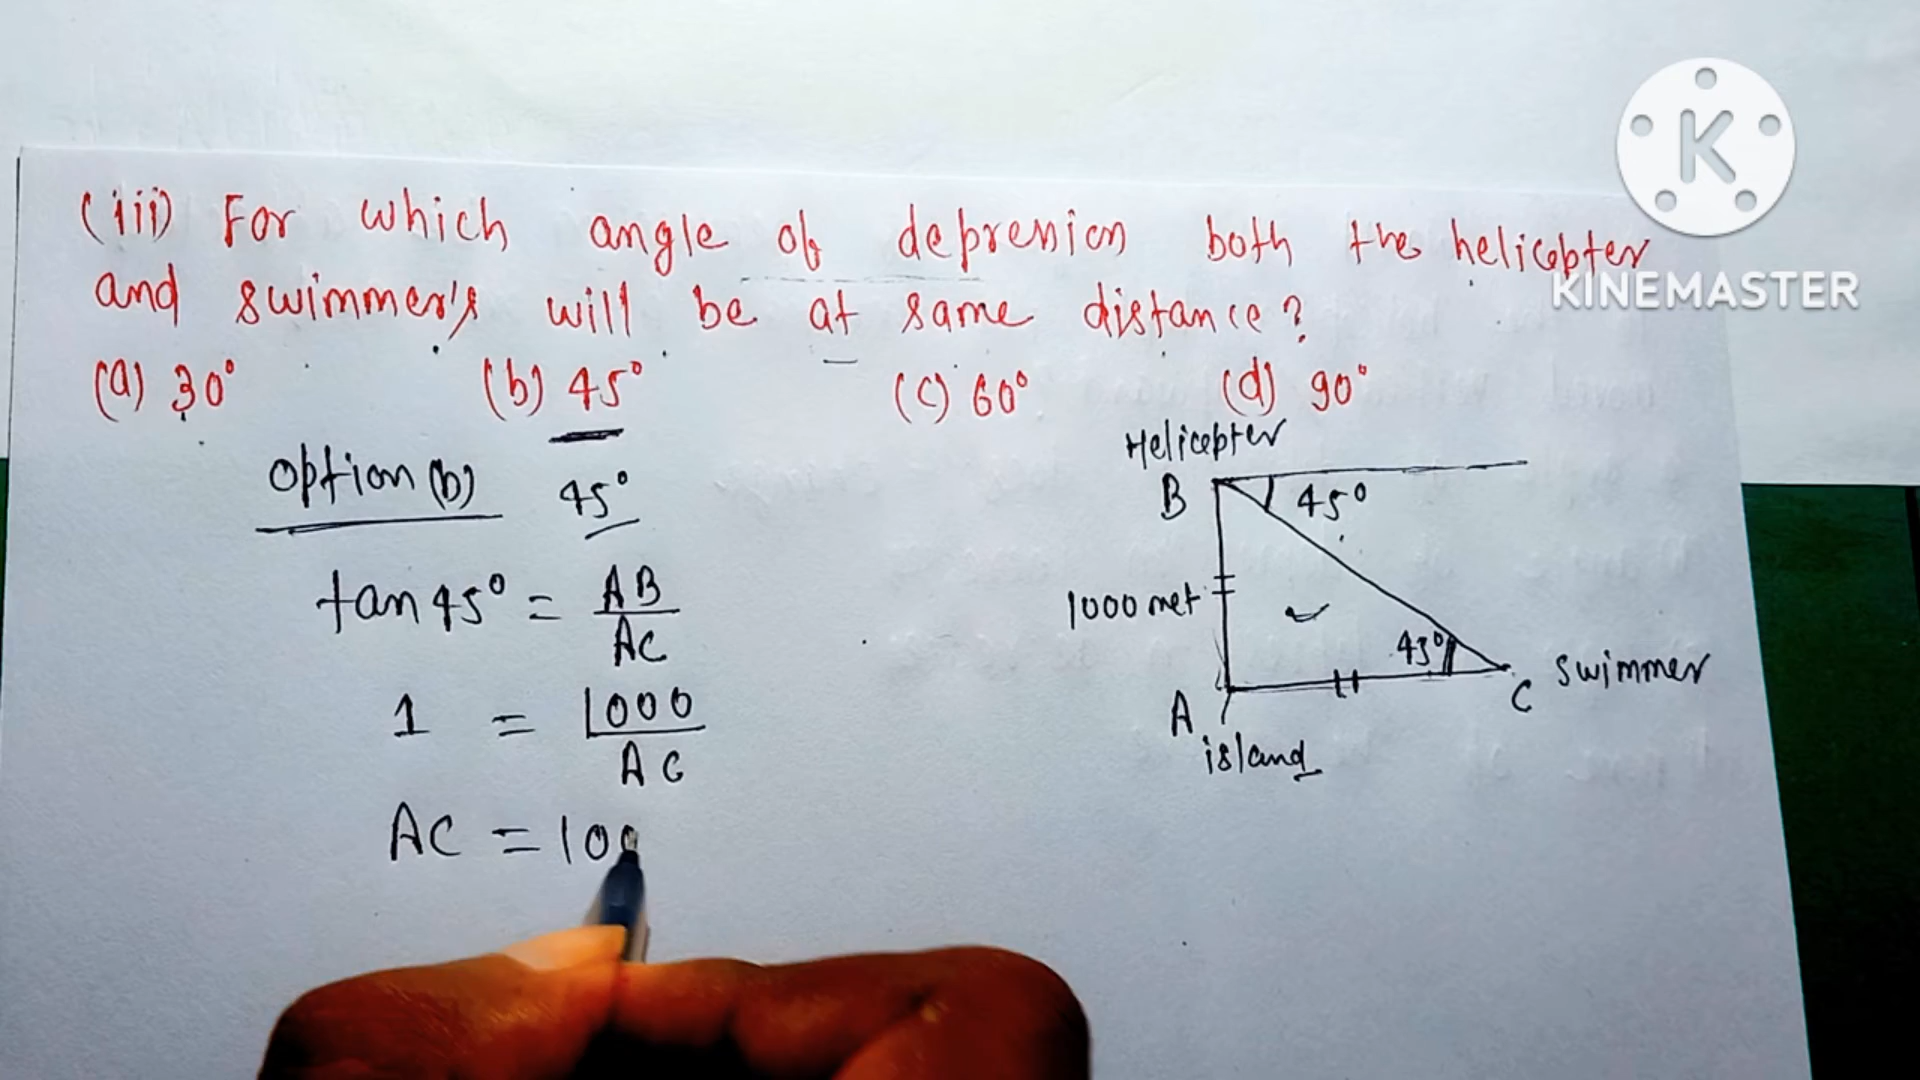 (iii) For which angle of depression both the helicopter
and swimmer's will be at same distance?
(a) 30° (b) 45° (c) 60° (d) 90°
Option (b) 45°
tan 45° = AB/AC
1 = 1000/AC
AC = 100
Helicopter
B 45°
1000 met
45°
A C swimmer
island
K
KINEMASTER